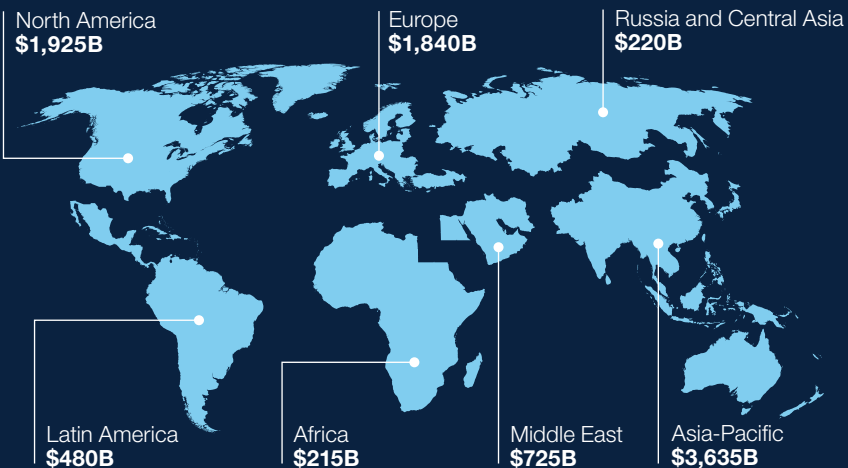 North America
$1,925B
Europe
$1,840B
Russia and Central Asia
$220B
Latin America
$480B
Africa
$215B
Middle East
$725B
Asia-Pacific
$3,635B